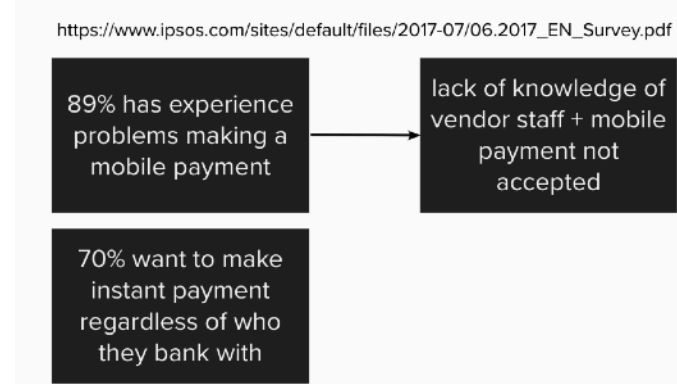 https://www.ipsos.com/sites/default/files/2017-07/06.2017_EN_Survey.pdf
89% has experience
problems making a
mobile payment
lack of knowledge of
vendor staff + mobile
payment not
accepted
70% want to make
instant payment
regardless of who
they bank with